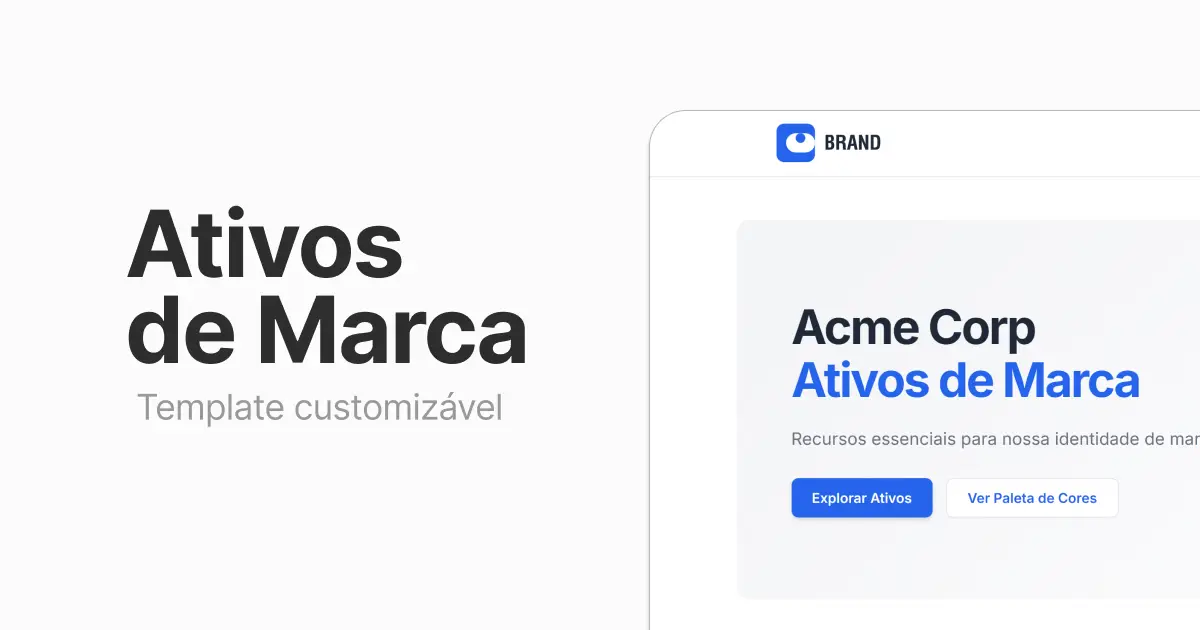 Ativos
de Marca
Template customizável
BRAND
Acme Corp
Ativos de Marca
Recursos essenciais para nossa identidade de mar
Explorar Ativos
Ver Paleta de Cores